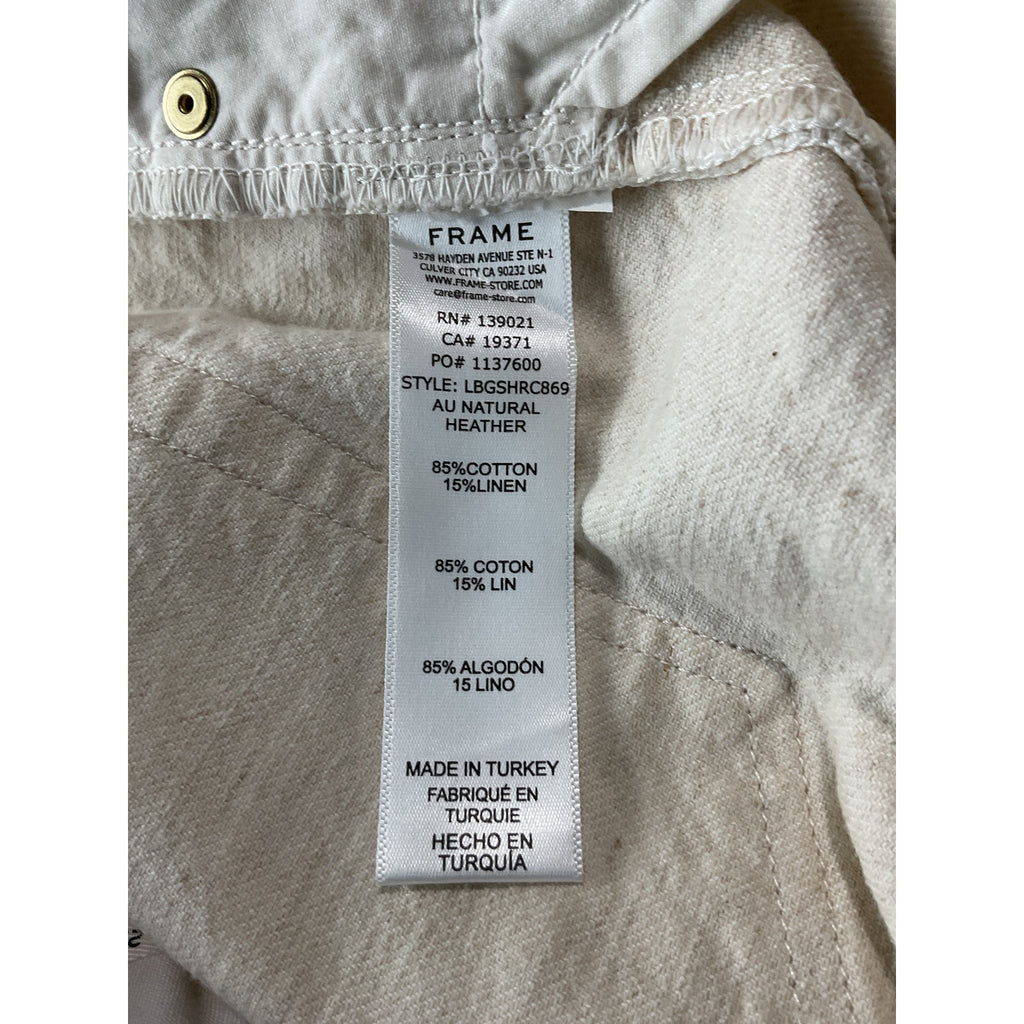 FRAME
3578 HAYDEN AVENUE STE N-1
CULVER CITY CA 90232 USA
WWW.FRAME-STORE.COM
care@frame-store.com
RN# 139021
CA# 19371
PO# 1137600
STYLE: LBGSHRC869
AU NATURAL
HEATHER
85%COTTON
15%LINEN
85% COTON
15% LIN
85% ALGODÓN
15 LINO
MADE IN TURKEY
FABRIQUÉ EN
TURQUIE
HECHO EN
TURQUÍA